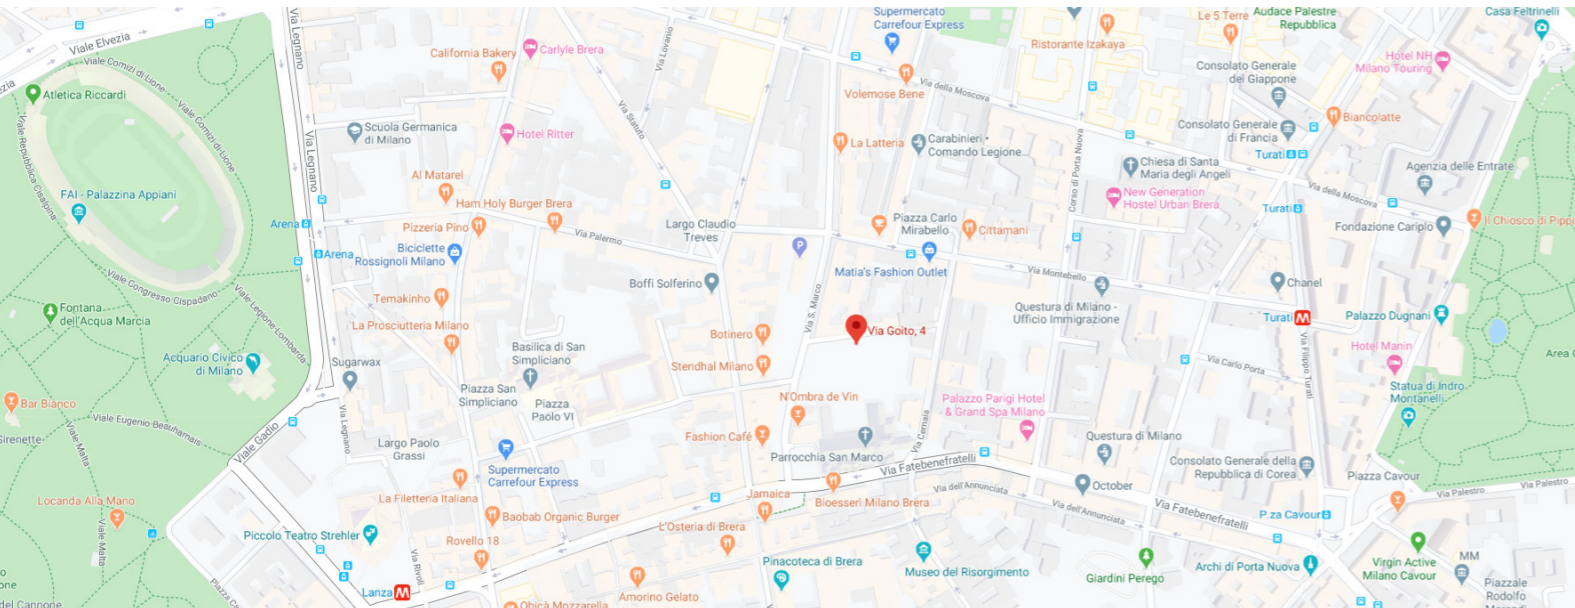 Supermercato
Carrefour Express
Le 5 Terre
Audace Palestre
Repubblica
Casa Feltrinelli
Viale Elvezia
Via Legnano
California Bakery
Carlyle Brera
Via Lovanio
Ristorante Izakaya
Hotel NH
Milano Touring
Viale Comizi di Lione
Consolato Generale
del Giappone
Atletica Riccardi
Volemose Bene
Via della Moscova
Viale Comizi di Lione
Via Statuto
Biancolatte
Scuola Germanica
di Milano
Hotel Ritter
Consolato Generale
di Francia
Viale Repubblica Cisalpina
Via Legnano
La Latteria
Carabinieri -
Comando Legione...
Corso di Porta Nuova
Turati
Chiesa di Santa
Maria degli Angeli
Agenzia delle Entrate
Al Matarel
FAI - Palazzina Appiani
Ham Holy Burger Brera
New Generation
Hostel Urban Brera
Via della Moscova
Turati
Il Chiosco di Pippo
Arena
Pizzeria Pino
Via Palermo
Largo Claudio
Treves
Piazza Carlo
Mirabello
Cittamani
Fondazione Cariplo
Arena
Biciclette
Rossignoli Milano
P
Matia's Fashion Outlet
Via Montebello
Viale Congresso Cispadano
Boffi Solferino
Chanel
Viale Legione Lombarda
Temakinho
Via S. Marco
Questura di Milano -
Ufficio Immigrazione
Fontana
dell'Acqua Marcia
Turati
M
Palazzo Dugnani
La Prosciutteria Milano
Botinero
Via Goito, 4
Hotel Manin
Acquario Civico
di Milano
Sugarwax
Basilica di San
Simpliciano
Stendhal Milano
Via Carlo Porta
Via Filippo Turati
Area
Bar Bianco
Piazza San
Simpliciano
Piazza
Paolo VI
N'Ombra de Vin
Palazzo Parigi Hotel
& Grand Spa Milano
Statua di Indro
Montanelli
Viale Eugenio Beauharnais
Sirenette
Viale Malta
Viale Gadio
Via Legnano
Largo Paolo
Grassi
Fashion Café
Via Cernaia
Questura di Milano
Parrocchia San Marco
Via Fatebenefratelli
Consolato Generale della
Repubblica di Corea
Supermercato
Carrefour Express
Piazza Cavour
October
Via Palestro
Via Palestro
Locanda Alla Mano
La Filetteria Italiana
Jamaica
Bioesserì Milano Brera
Via dell'Annunciata
Via dell'Annunciata
Via Fatebenefratelli
P.za Cavour
Baobab Organic Burger
Piccolo Teatro Strehler
L'Osteria di Brera
Viale Malta
Rovello 18
Via Rivoli
Pinacoteca di Brera
Museo del Risorgimento
Giardini Perego
Archi di Porta Nuova
Virgin Active
Milano Cavour
MM
Lanza
M
Amorino Gelato
Obicà Mozzarella
Piazzale
Rodolfo
del Cannone